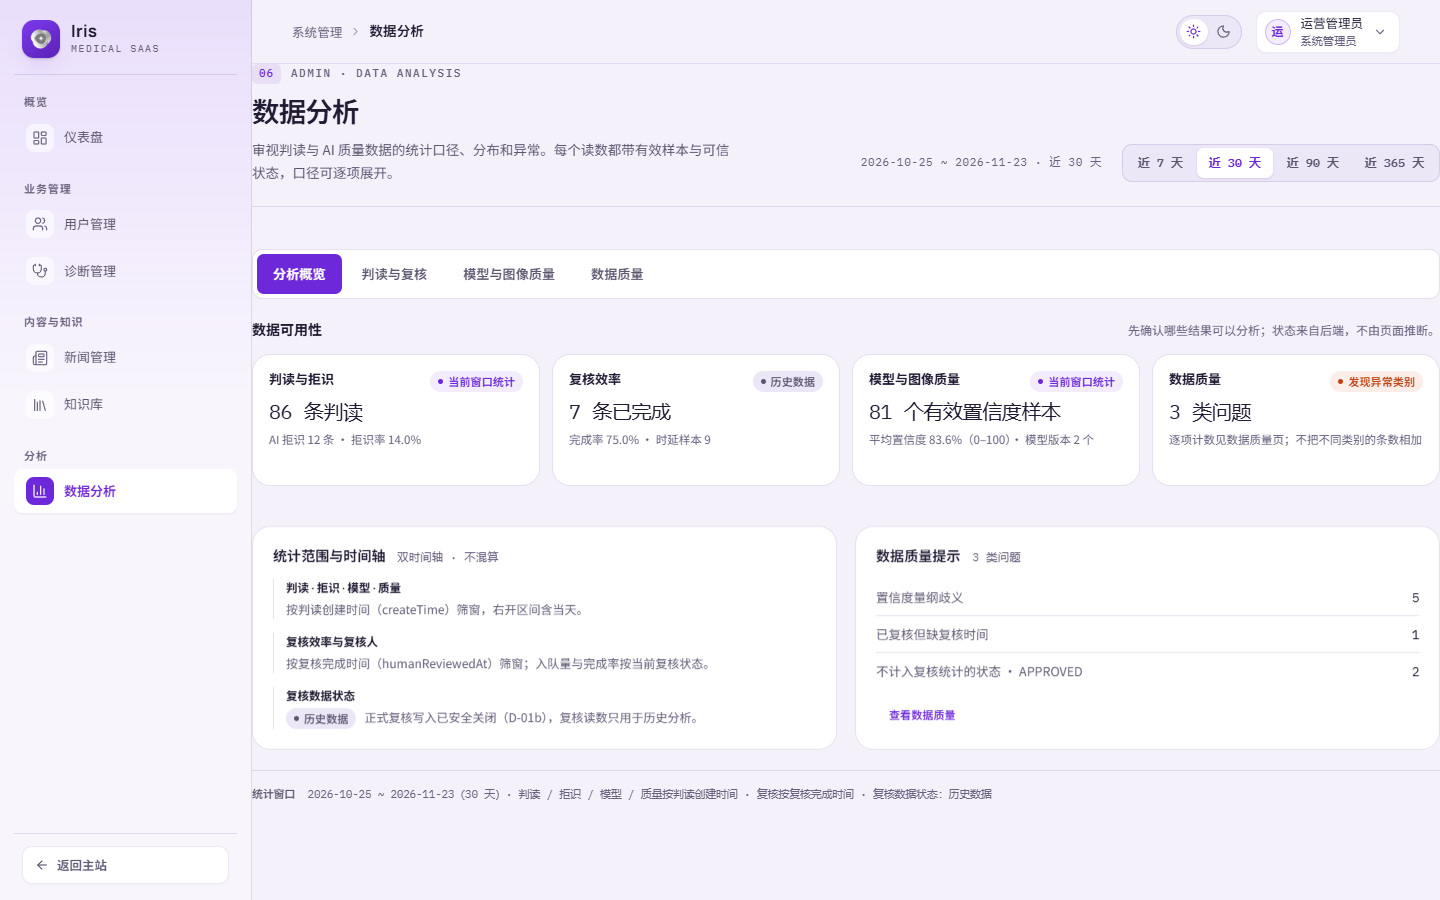 Iris
MEDICAL SAAS
概览
仪表盘
业务管理
用户管理
诊断管理
内容与知识
新闻管理
知识库
分析
数据分析
返回主站
系统管理 > 数据分析
运
运营管理员
系统管理员
06 ADMIN · DATA ANALYSIS
数据分析
审视判读与 AI 质量数据的统计口径、分布和异常。每个读数都带有效样本与可信
状态，口径可逐项展开。
2026-10-25 ~ 2026-11-23 · 近 30 天
近 7 天 近 30 天 近 90 天 近 365 天
分析概览 判读与复核 模型与图像质量 数据质量
数据可用性
先确认哪些结果可以分析；状态来自后端，不由页面推断。
判读与拒识 当前窗口统计
86 条判读
AI 拒识 12 条 · 拒识率 14.0%
复核效率 历史数据
7 条已完成
完成率 75.0% · 时延样本 9
模型与图像质量 当前窗口统计
81 个有效置信度样本
平均置信度 83.6%（0–100）· 模型版本 2 个
数据质量 发现异常类别
3 类问题
逐项计数见数据质量页；不把不同类别的条数相加
统计范围与时间轴 双时间轴 · 不混算
判读 · 拒识 · 模型 · 质量
按判读创建时间（createTime）筛窗，右开区间含当天。
复核效率与复核人
按复核完成时间（humanReviewedAt）筛窗；入队量与完成率按当前复核状态。
复核数据状态
历史数据 正式复核写入已安全关闭（D-01b），复核读数只用于历史分析。
数据质量提示 3 类问题
置信度量纲歧义 5
已复核但缺复核时间 1
不计入复核统计的状态 · APPROVED 2
查看数据质量
统计窗口 2026-10-25 ~ 2026-11-23 (30 天) · 判读 / 拒识 / 模型 / 质量按判读创建时间 · 复核按复核完成时间 · 复核数据状态：历史数据